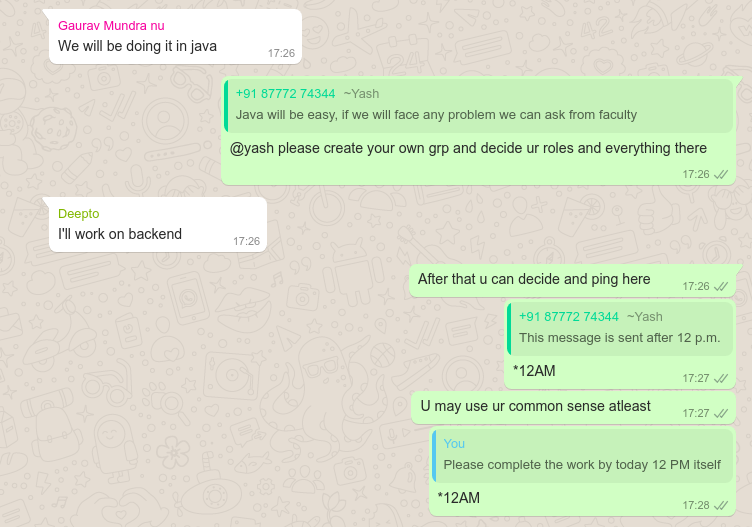 Gaurav Mundra nu
We will be doing it in java
17:26
+91 87772 74344 ~Yash
Java will be easy, if we will face any problem we can ask from faculty
@yash please create your own grp and decide ur roles and everything there
17:26
Deepto
I'll work on backend
17:26
After that u can decide and ping here
17:26
+91 87772 74344 ~Yash
This message is sent after 12 p.m.
*12AM
17:27
U may use ur common sense atleast
17:27
You
Please complete the work by today 12 PM itself
*12AM
17:28